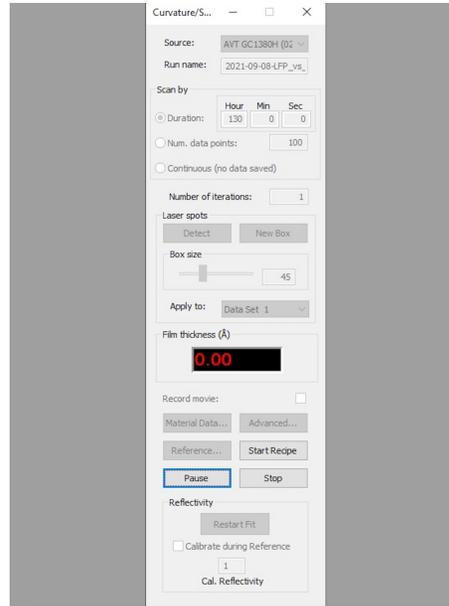 Curvature/S...
Source: AVT GC1380H (02
Run name: 2021-09-08-LFP_vs_
Scan by
Hour Min Sec
Duration: 130 0 0
Num. data points: 100
Continuous (no data saved)
Number of iterations: 1
Laser spots
Detect New Box
Box size
45
Apply to: Data Set 1
Film thickness (Å)
0.00
Record movie:
Material Data... Advanced...
Reference... Start Recipe
Pause Stop
Reflectivity
Restart Fit
Calibrate during Reference
1
Cal. Reflectivity